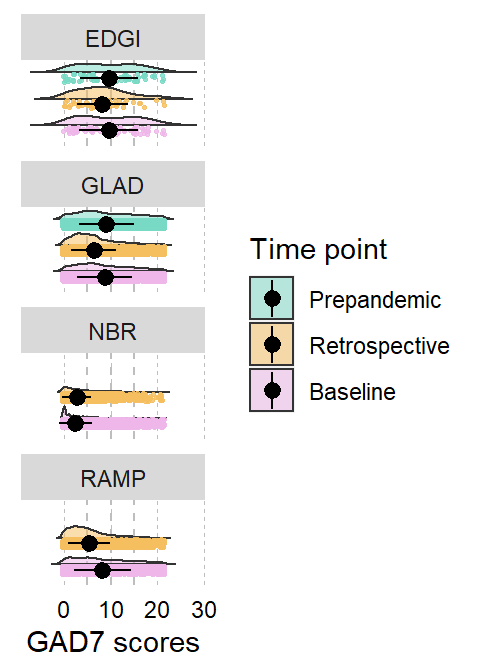 EDGI
GLAD
NBR
RAMP
0 10 20 30
GAD7 scores
Time point
Prepandemic
Retrospective
Baseline